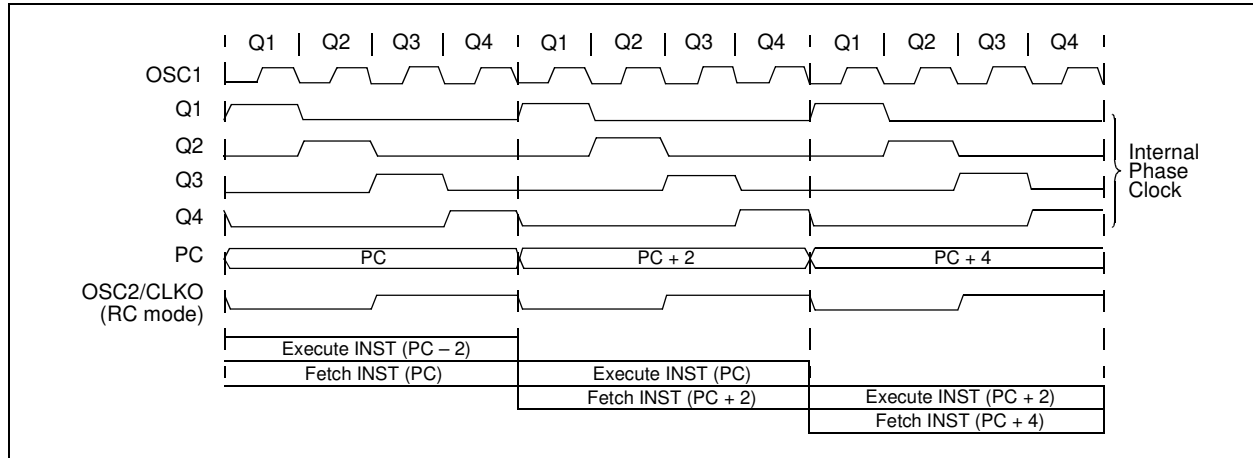 Q1 Q2 Q3 Q4 Q1 Q2 Q3 Q4 Q1 Q2 Q3 Q4
OSC1
Q1
Q2
Q3
Q4
Internal
Phase
Clock
PC PC PC + 2 PC + 4
OSC2/CLKO
(RC mode)
Execute INST (PC – 2)
Fetch INST (PC) Execute INST (PC)
Fetch INST (PC + 2) Execute INST (PC + 2)
Fetch INST (PC + 4)